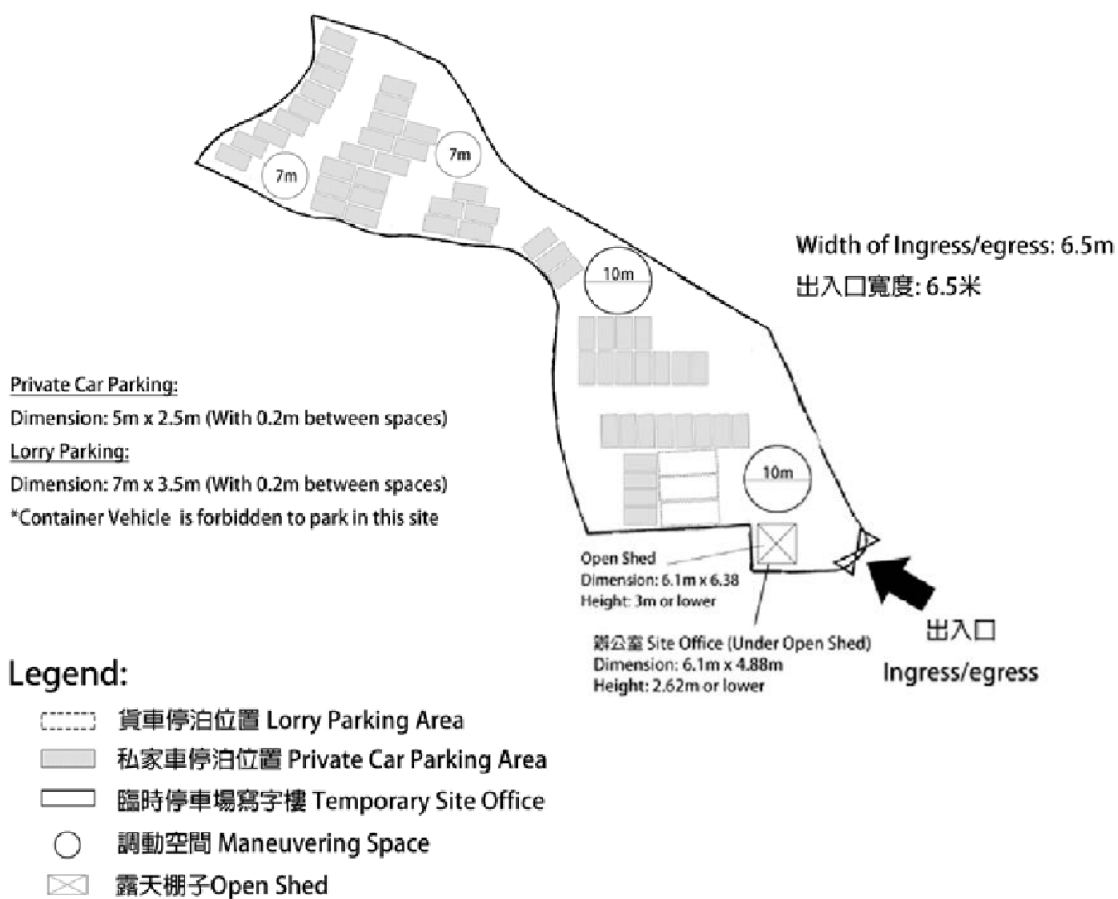 7m
7m
10m
Width of Ingress/egress: 6.5m
出入口寬度: 6.5米
Private Car Parking:
Dimension: 5m x 2.5m (With 0.2m between spaces)
Lorry Parking:
Dimension: 7m x 3.5m (With 0.2m between spaces)
*Container Vehicle is forbidden to park in this site
10m
Open Shed
Dimension: 6.1m x 6.38
Height: 3m or lower
辦公室 Site Office (Under Open Shed)
Dimension: 6.1m x 4.88m
Height: 2.62m or lower
出入口
Ingress/egress
Legend:
貨車停泊位置 Lorry Parking Area
私家車停泊位置 Private Car Parking Area
臨時停車場寫字樓 Temporary Site Office
調動空間 Maneuvering Space
露天棚子Open Shed